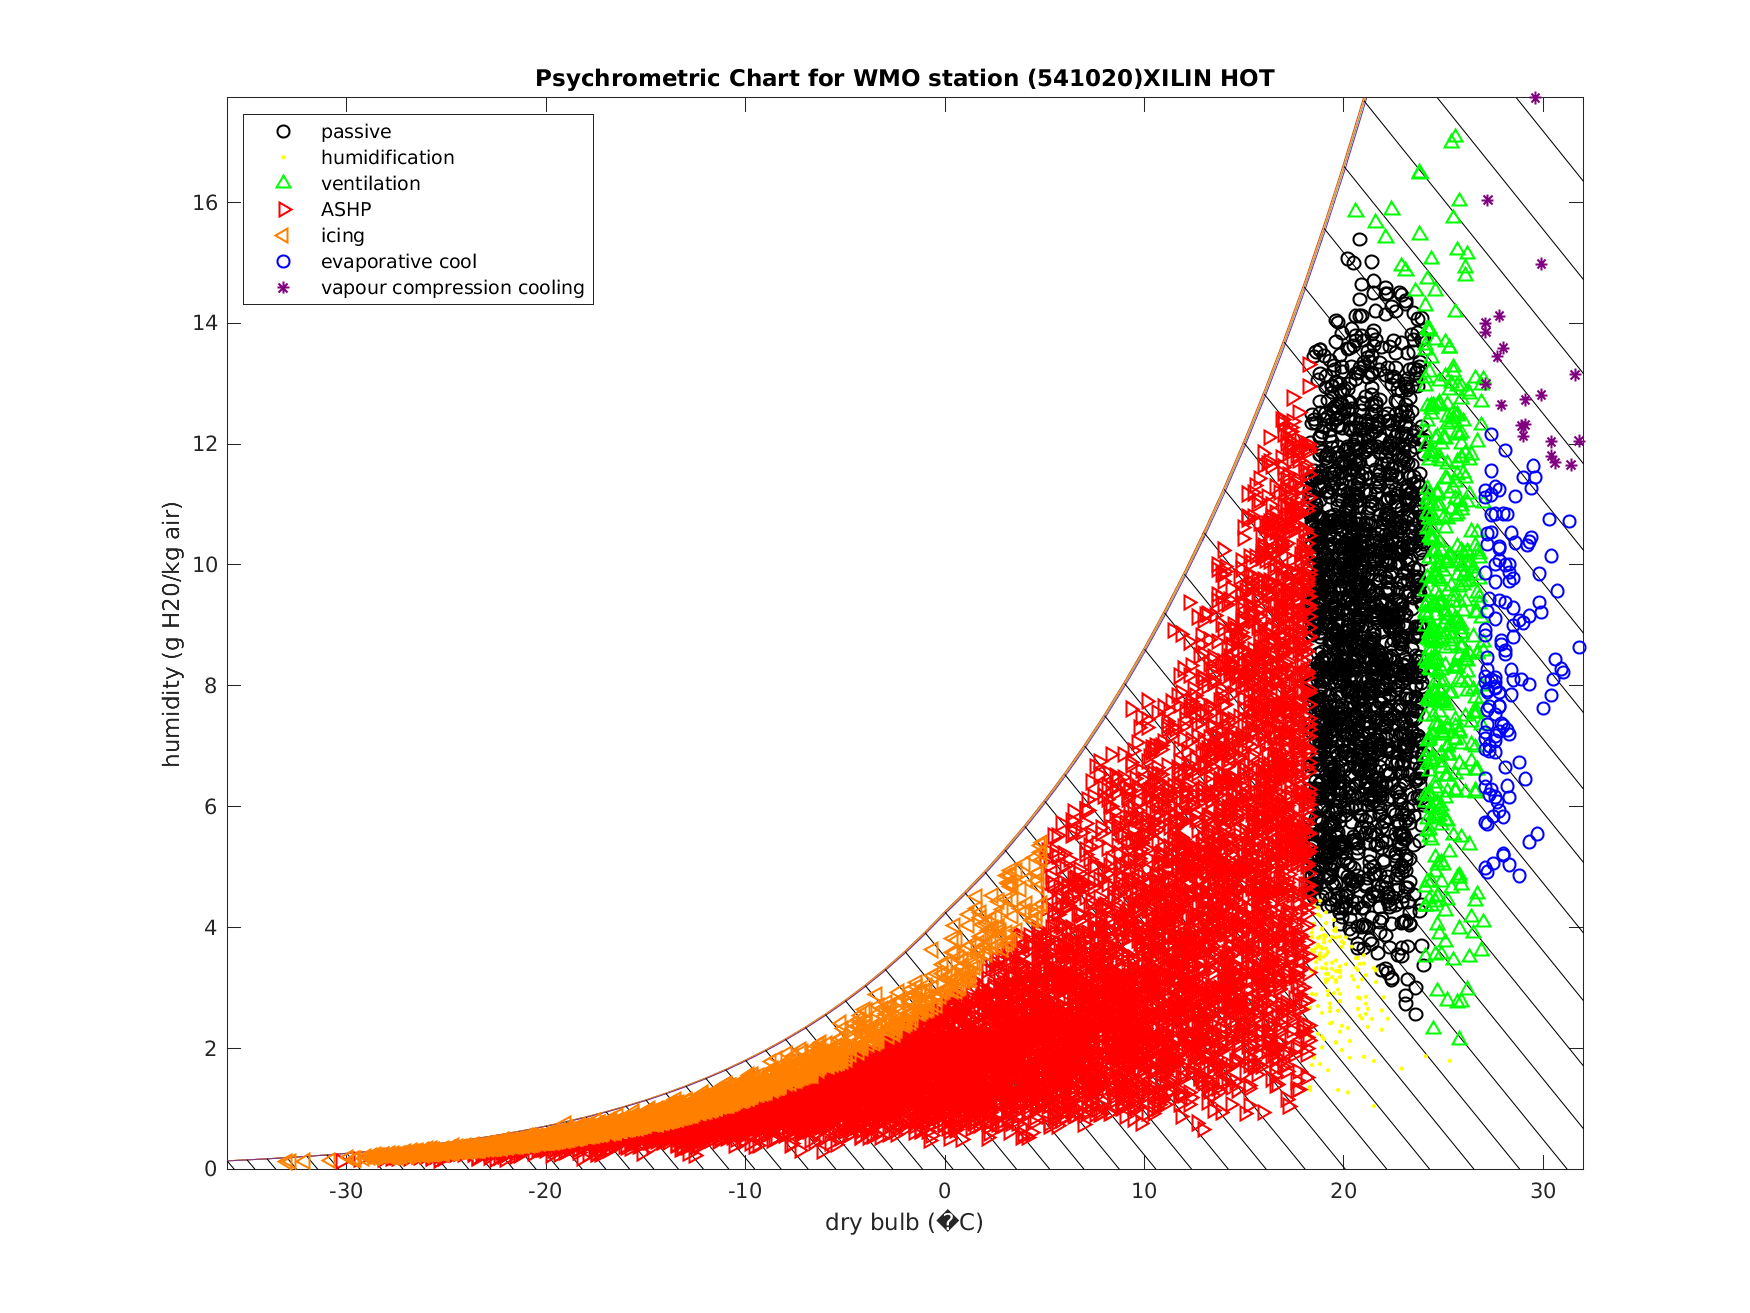 Psychrometric Chart for WMO station (541020)XILIN HOT
passive
humidification
ventilation
ASHP
icing
evaporative cool
vapour compression cooling
humidity (g H20/kg air)
16
14
12
10
8
6
4
2
0
-30
-20
-10
0
10
20
30
dry bulb (�C)